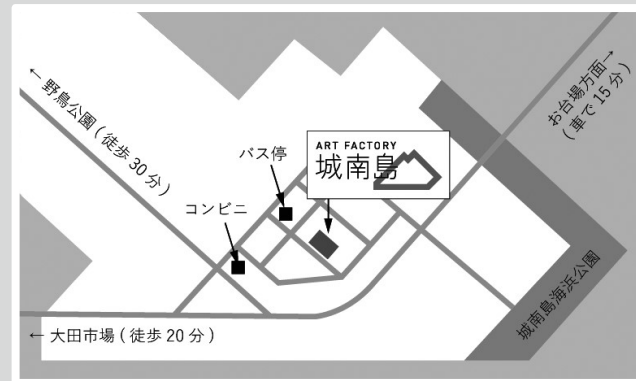 ← 野鳥公園 ( 徒歩 30 分 )
お台場方面→
( 車で 15 分 )
ART FACTORY
城南島
バス停
コンビニ
城南島海浜公園
← 大田市場 ( 徒歩 20 分 )